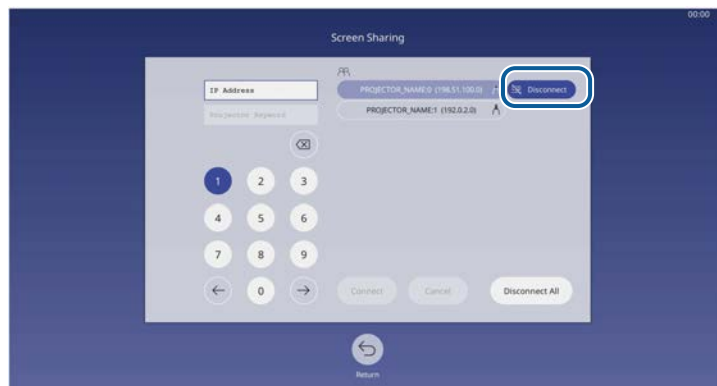 00:00
Screen Sharing
IP Address
Projector Keyword
PROJECTOR_NAME:0 (198.51.100.0)
Disconnect
PROJECTOR_NAME:1 (192.0.2.0)
1 2 3
4 5 6
7 8 9
0
Connect Cancel Disconnect All
Return